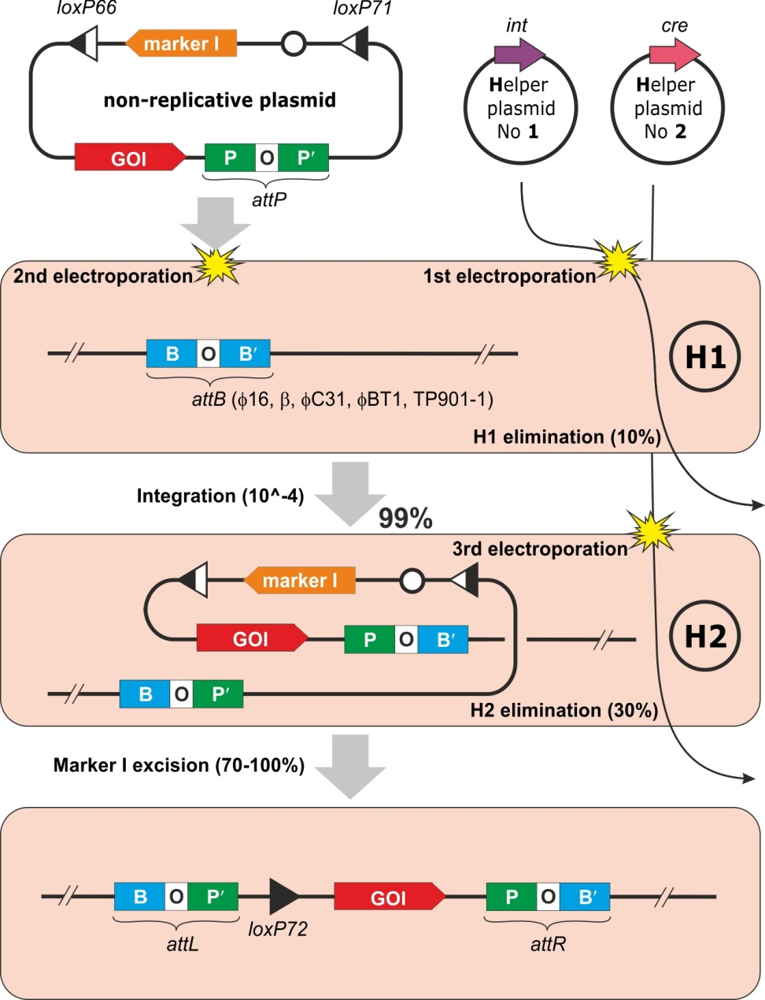 loxP66
loxP71
marker I
non-replicative plasmid
GOI
P O P′
attP
int
Helper
plasmid
No 1
cre
Helper
plasmid
No 2
2nd electroporation
1st electroporation
B O B′
attB (ϕ16, β, ϕC31, ϕBT1, TP901-1)
H1
H1 elimination (10%)
Integration (10^-4)
99%
3rd electroporation
marker I
GOI
P O B′
B O P′
H2
H2 elimination (30%)
Marker I excision (70-100%)
B O P′
GOI
P O B′
attL
loxP72
attR